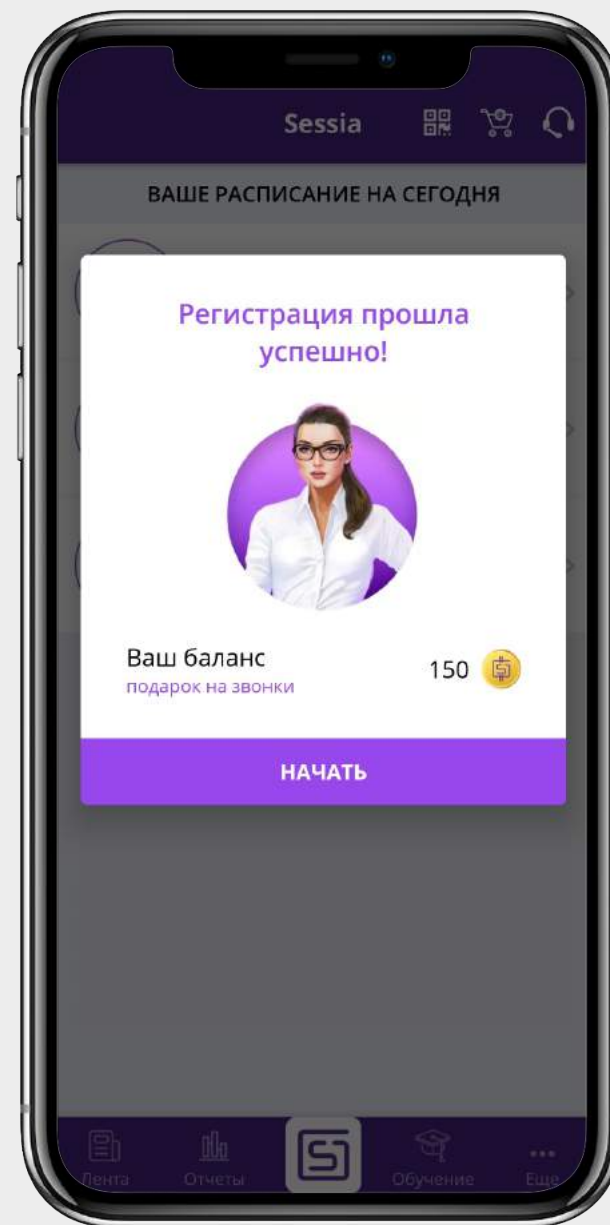 Sessia
ВАШЕ РАСПИСАНИЕ НА СЕГОДНЯ
Регистрация прошла
успешно!
Ваш баланс
подарок на звонки
150
НАЧАТЬ
Лента
Отчеты
Обучение
Еще